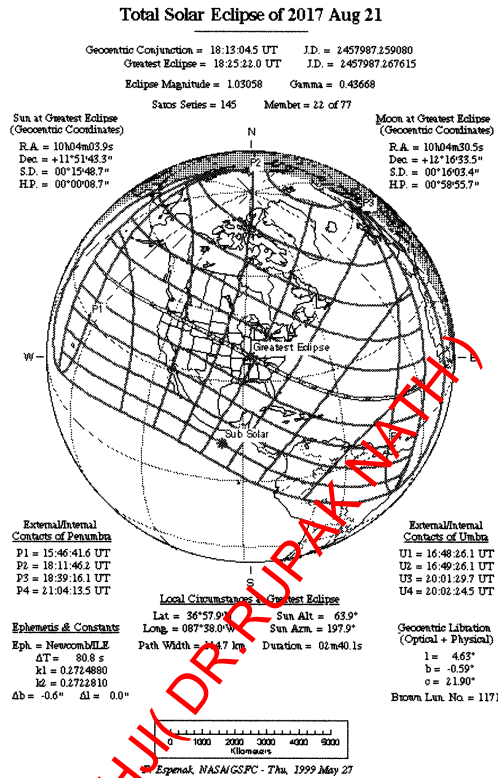 Total Solar Eclipse of 2017 Aug 21
Geocentric Conjunction = 18:13:04.5 UT J.D. = 2457987.259080
Greatest Eclipse = 18:25:22.0 UT J.D. = 2457987.267615
Eclipse Magnitude = 1.03058 Gamma = 0.43668
Saros Series = 145 Member = 22 of 77
Sun at Greatest Eclipse
(Geocentric Coordinates)
R.A. = 10h04m03.9s
Dec. = +11°51'43.3"
S.D. = 00°15'48.7"
H.P. = 00°00'08.7"
Moon at Greatest Eclipse
(Geocentric Coordinates)
R.A. = 10h04m30.5s
Dec. = +12°16'33.5"
S.D. = 00°16'03.4"
H.P. = 00°58'55.7"
N
P2
P1
W
E
Greatest Eclipse
Sub Solar
S
External/Internal
Contacts of Penumbra
P1 = 15:46:41.6 UT
P2 = 18:11:46.2 UT
P3 = 18:39:16.1 UT
P4 = 21:04:13.5 UT
External/Internal
Contacts of Umbra
U1 = 16:48:26.1 UT
U2 = 16:49:26.1 UT
U3 = 20:01:29.7 UT
U4 = 20:02:24.5 UT
Local Circumstances Greatest Eclipse
Lat = 36°57.9'N Sun Alt = 63.9°
Long. = 087°38.0'W Sun Azm. = 197.9°
Path Width = km Duration = 02m40.1s
Ephemeris & Constants
Eph. = Newcomb/ILE
ΔT = 80.8 s
k1 = 0.2724880
k2 = 0.2722810
Δb = -0.6" Δl = 0.0"
Geocentric Libration
(Optical + Physical)
l = 4.63°
b = -0.59°
c = 21.90°
Brown Lun. No. = 1171
0 1000 2000 3000 4000 5000
Kilometers
F. Espenak, NASA/GSFC - Thu, 1999 May 27
HJI( DR.RUPAK NATH )